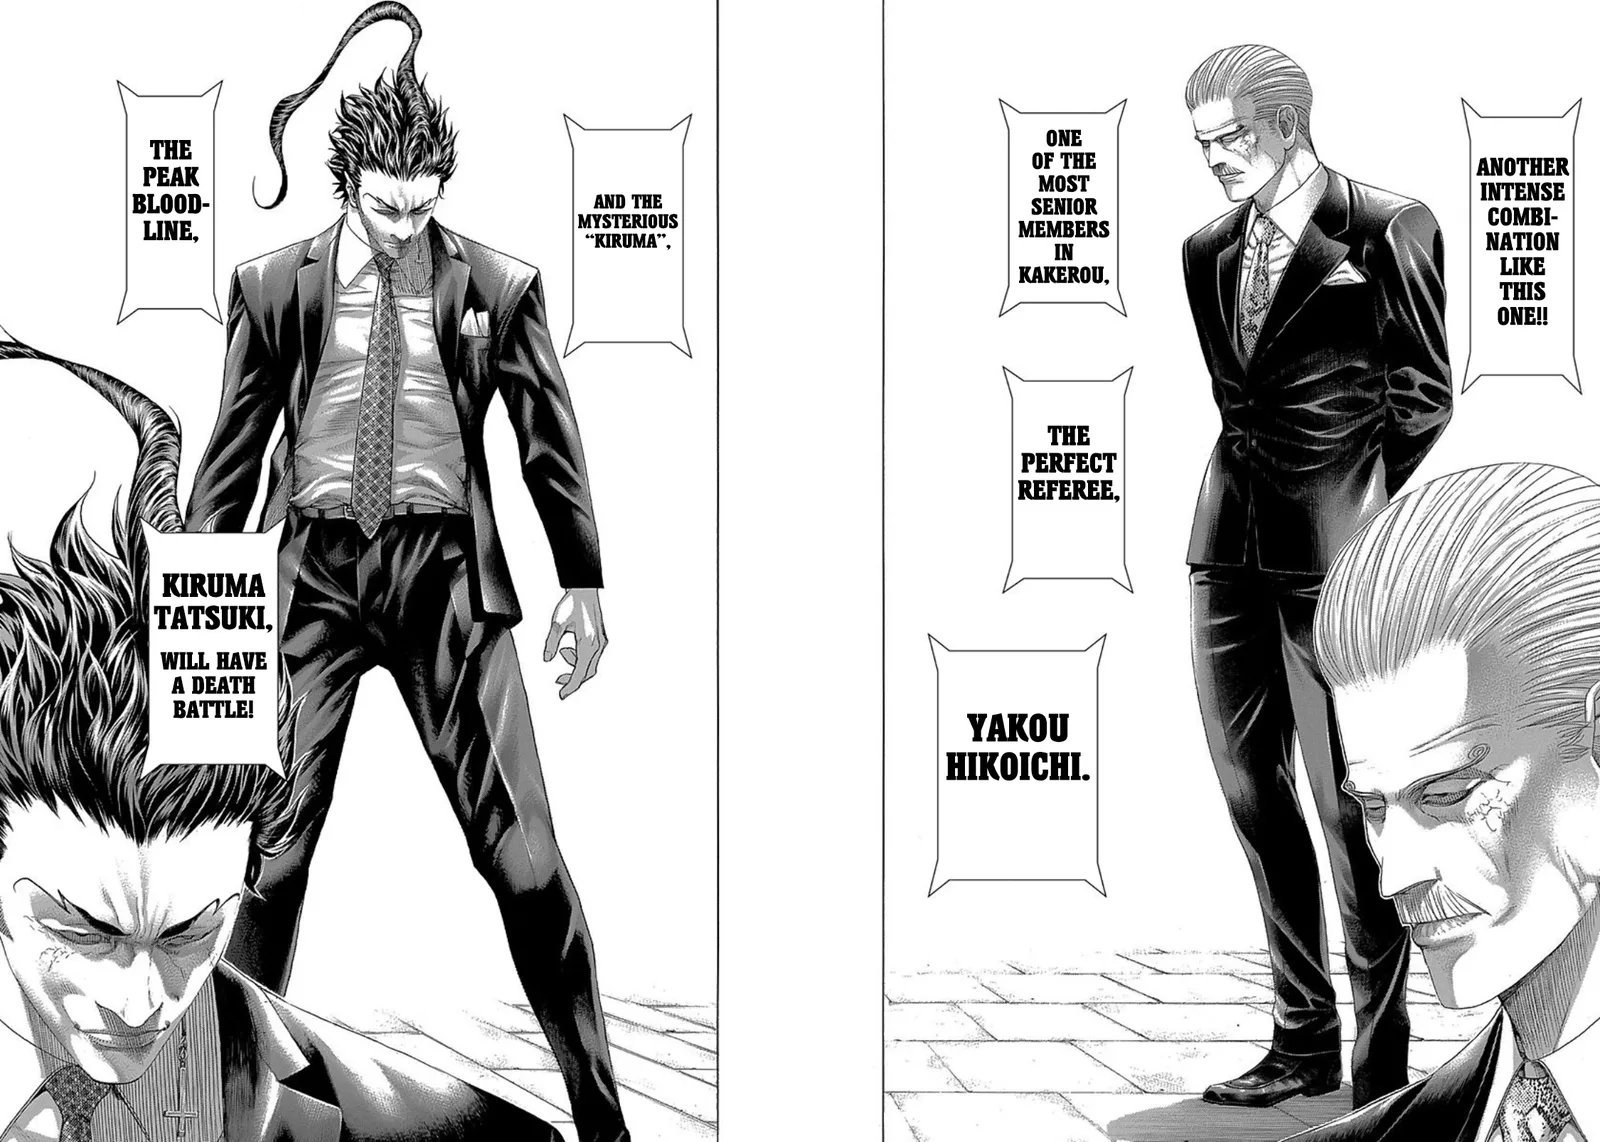 ANOTHER
INTENSE
COMBI-
NATION
LIKE
THIS
ONE!!
ONE
OF THE
MOST
SENIOR
MEMBERS
IN
KAKEROU,
THE
PERFECT
REFEREE,
YAKOU
HIKOICHI.
AND THE
MYSTERIOUS
"KIRUMA",
THE
PEAK
BLOOD-
LINE,
KIRUMA
TATSUKI,
WILL HAVE
A DEATH
BATTLE!